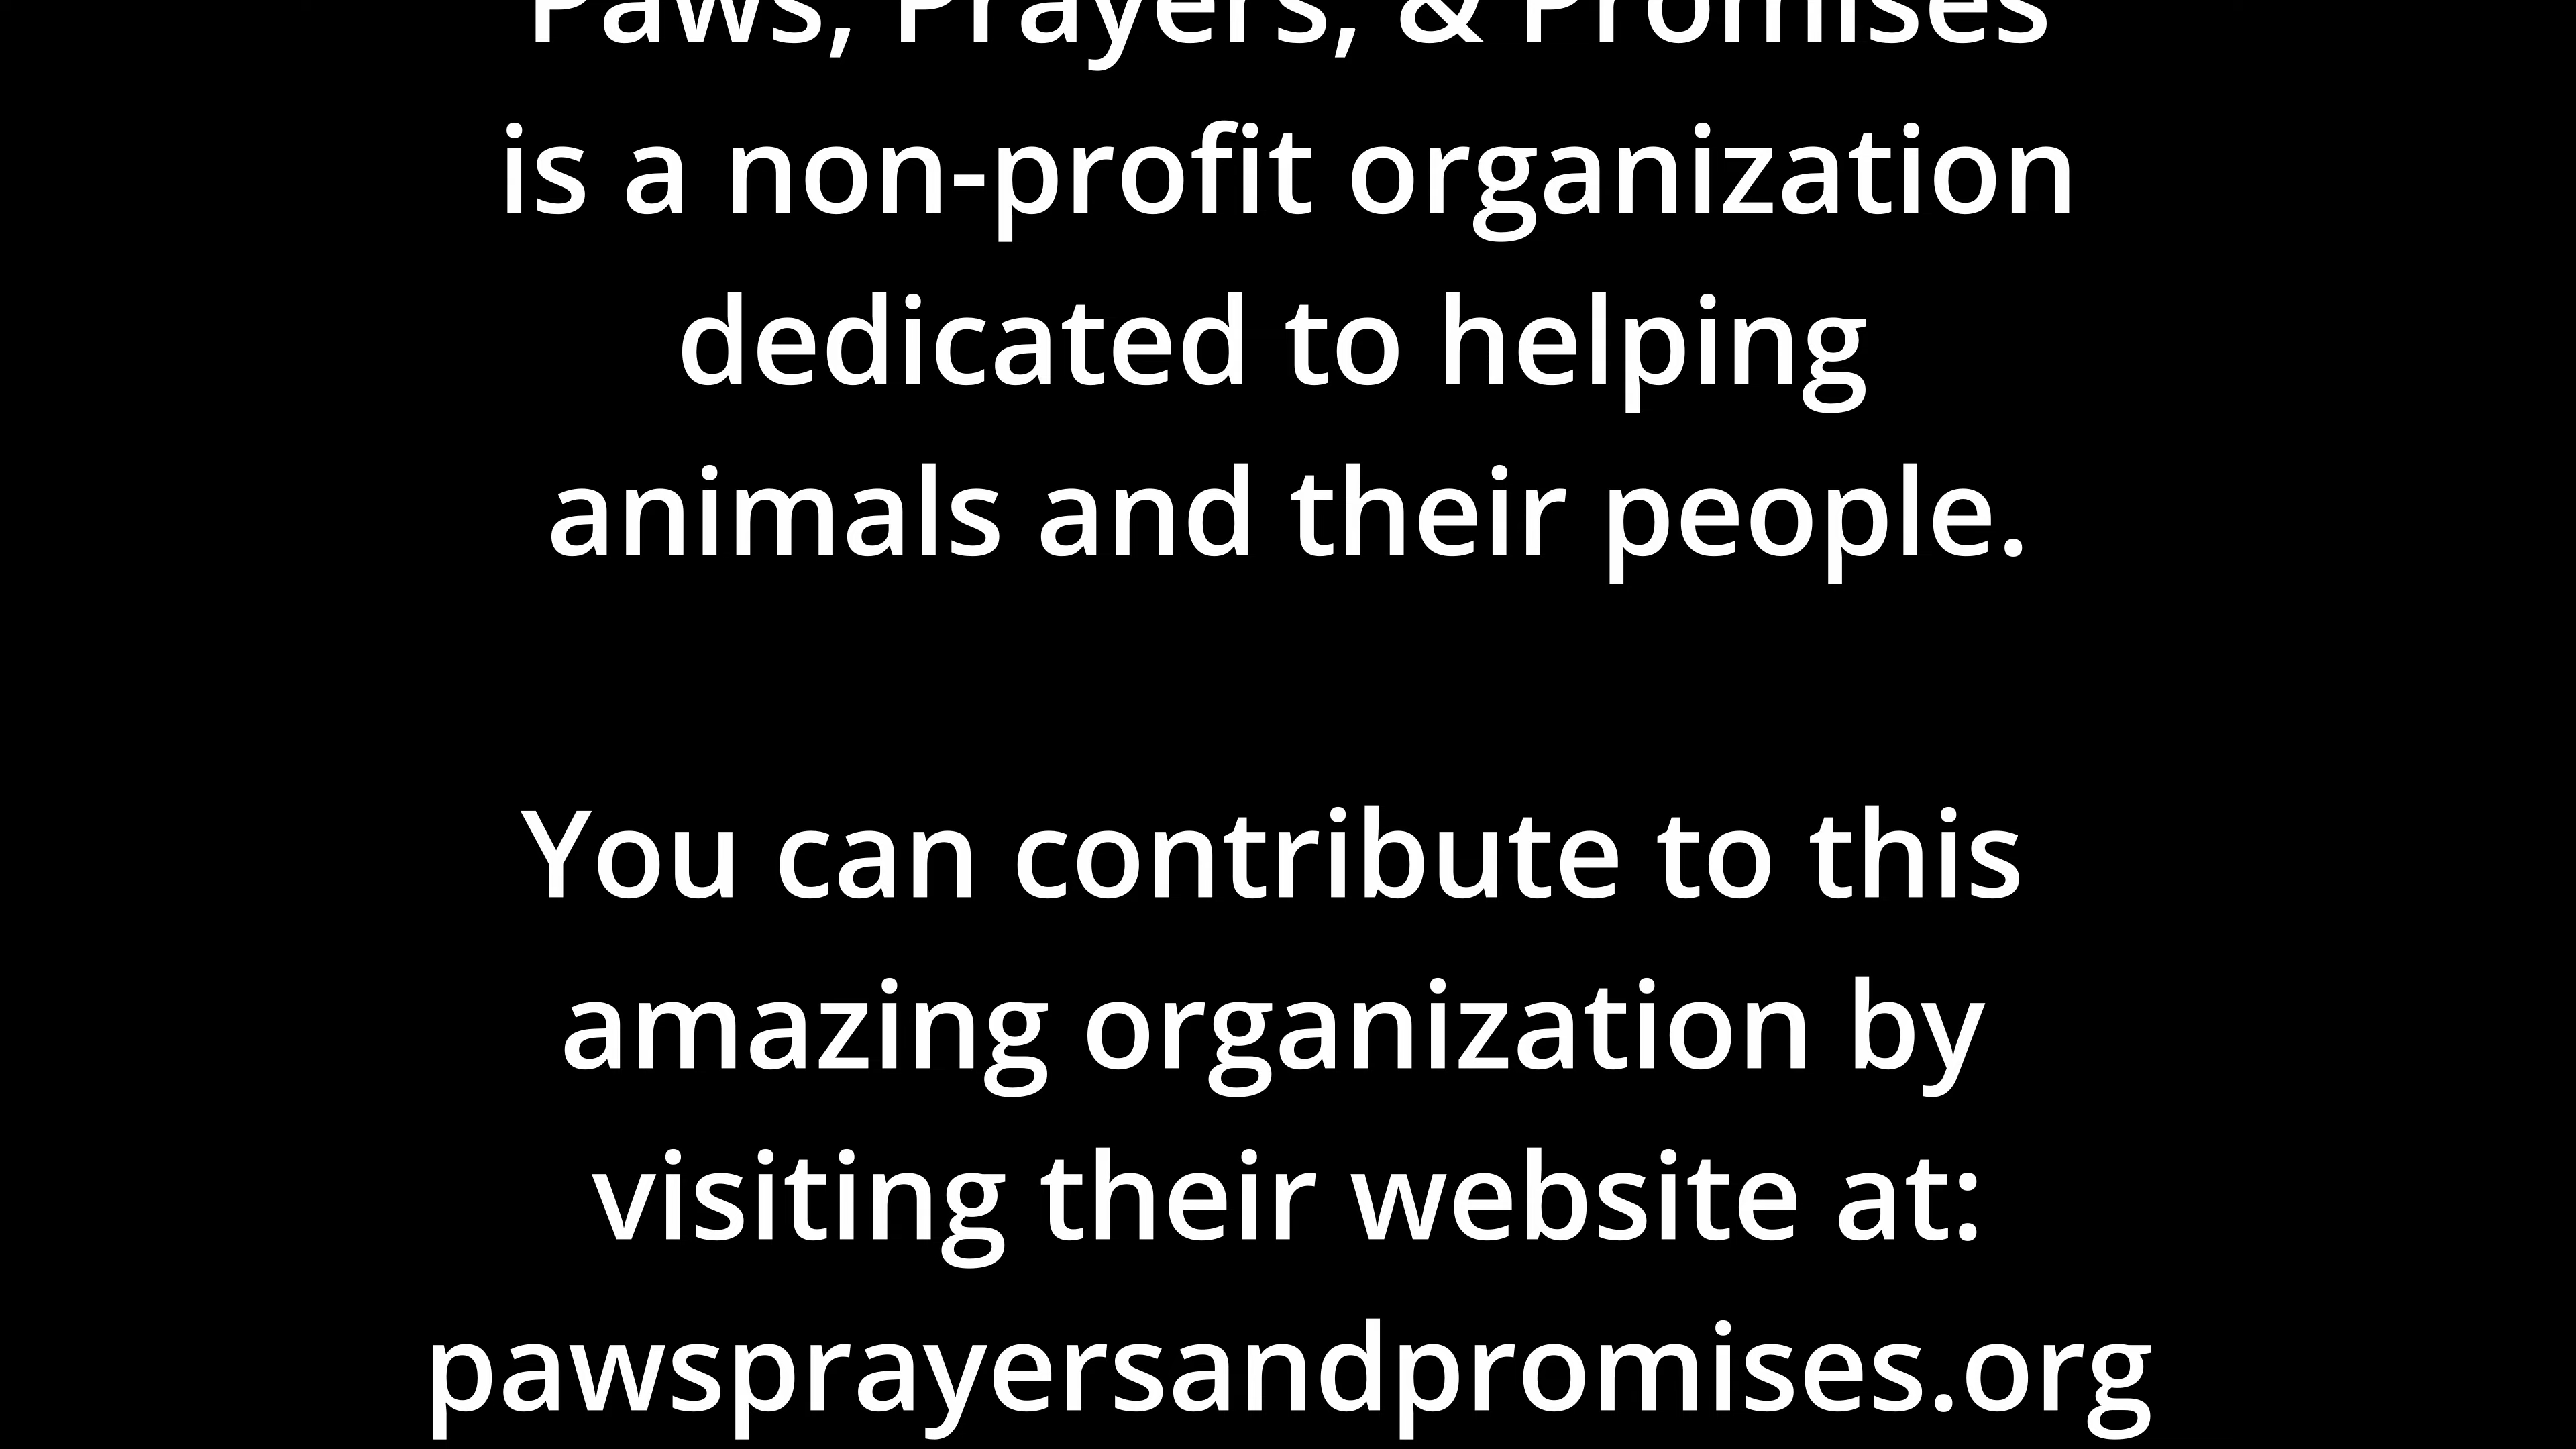 Paws, Prayers, & Promises
is a non-profit organization
dedicated to helping
animals and their people.
You can contribute to this
amazing organization by
visiting their website at:
pawsprayersandpromises.org